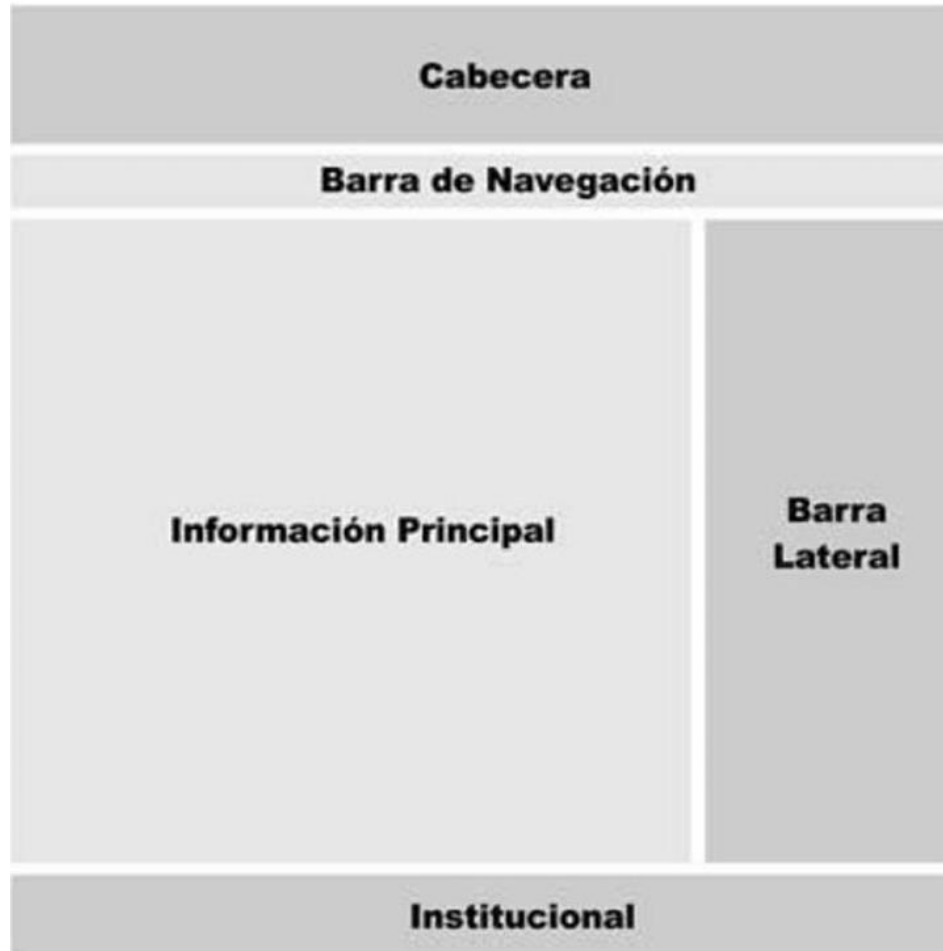 Cabecera
Barra de Navegación
Información Principal
Barra
Lateral
Institucional